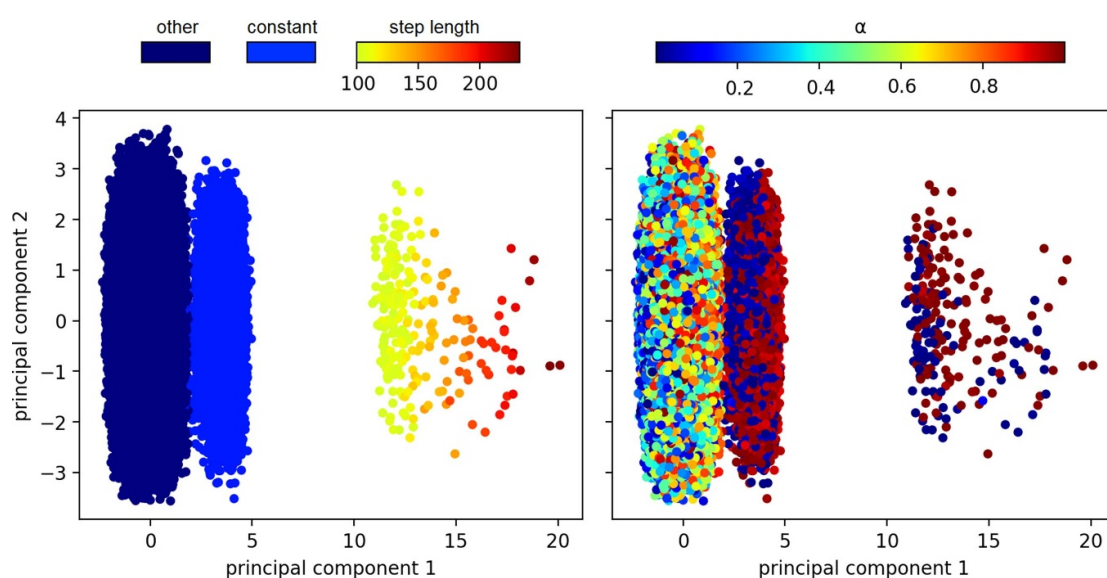 other constant step length
100 150 200
α
0.2 0.4 0.6 0.8
principal component 2
4
3
2
1
0
−1
−2
−3
0 5 10 15 20
principal component 1
0 5 10 15 20
principal component 1